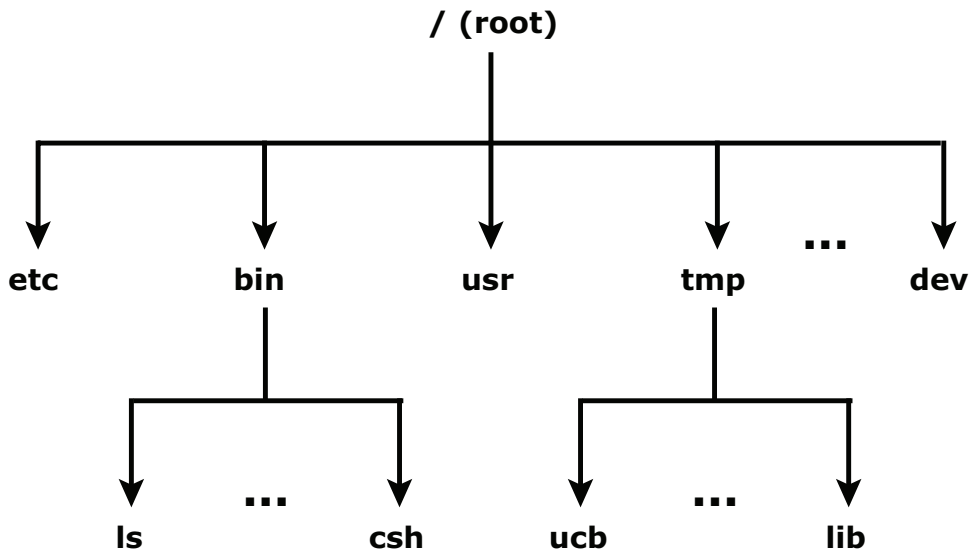 / (root)
...
etc bin usr tmp dev
... ...
ls csh ucb lib